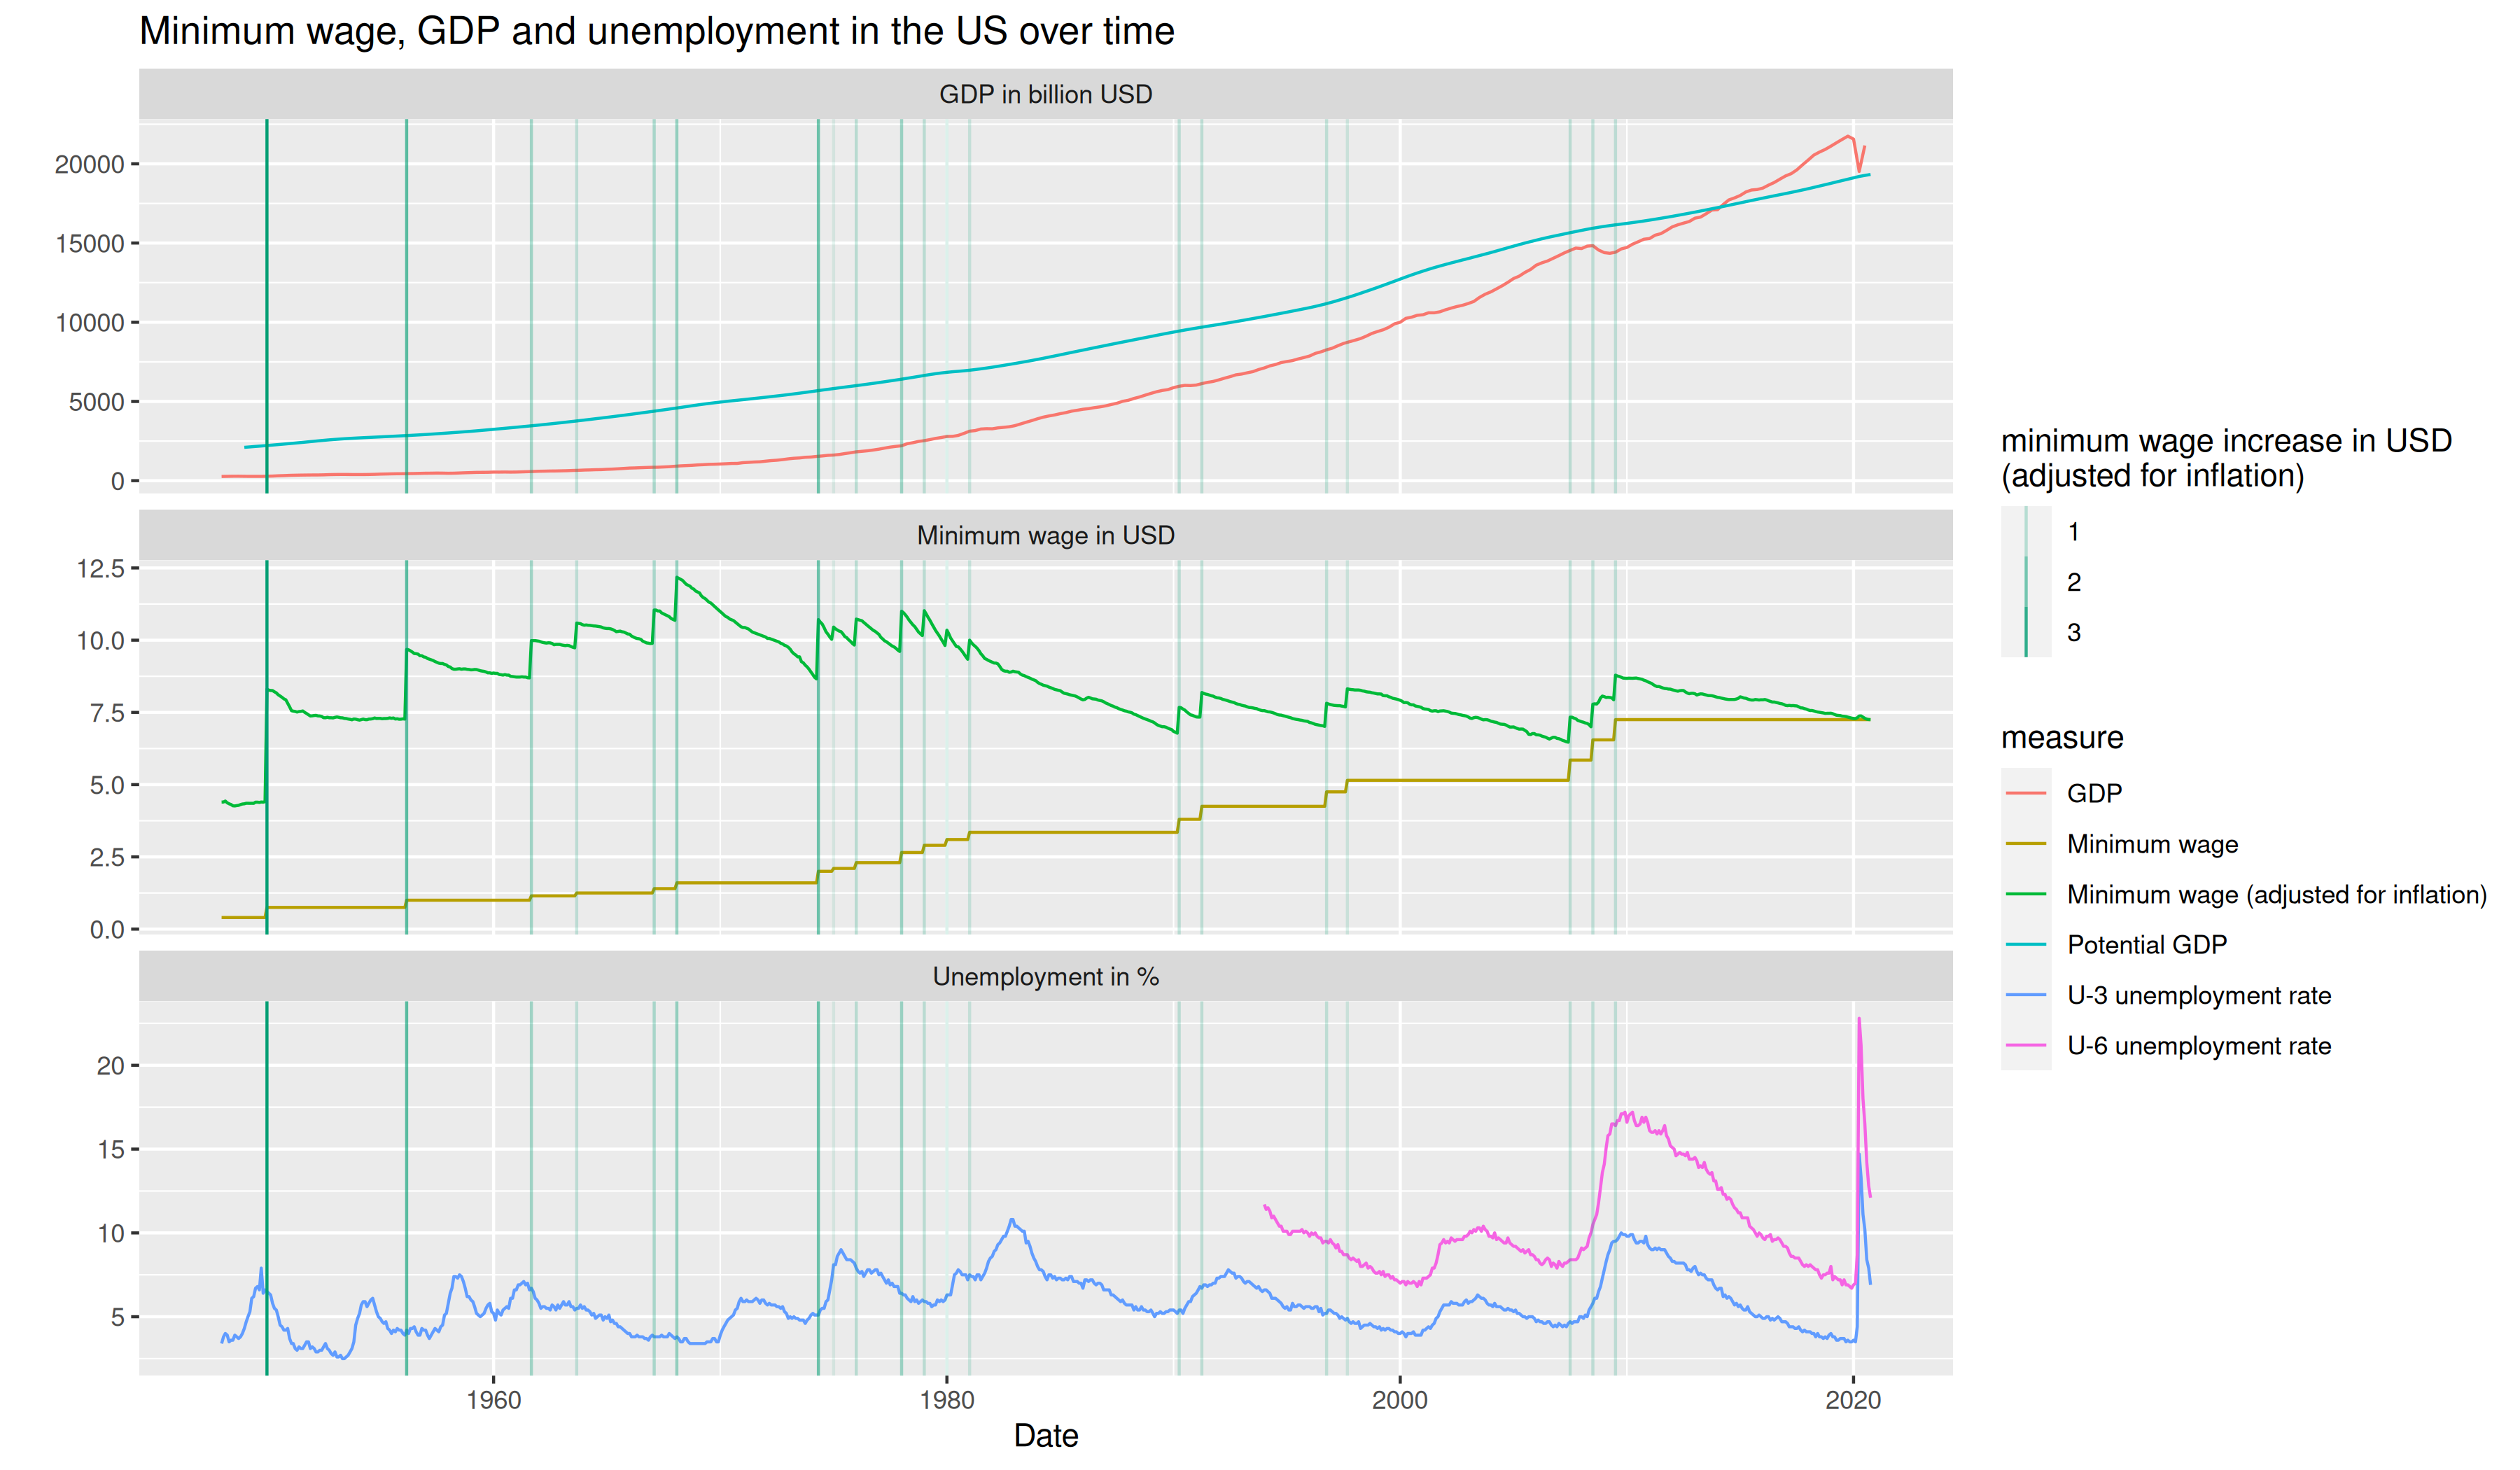 Minimum wage, GDP and unemployment in the US over time
GDP in billion USD
20000
15000
10000
5000
0
Minimum wage in USD
12.5
10.0
7.5
5.0
2.5
0.0
Unemployment in %
20
15
10
5
1960
1980
2000
2020
Date
minimum wage increase in USD
(adjusted for inflation)
1
2
3
measure
GDP
Minimum wage
Minimum wage (adjusted for inflation)
Potential GDP
U-3 unemployment rate
U-6 unemployment rate